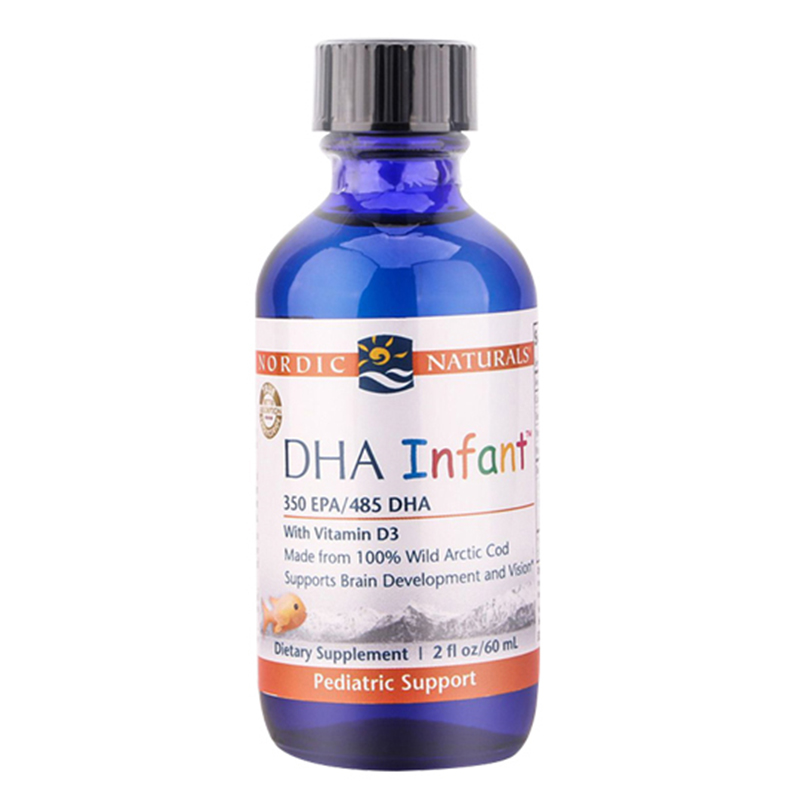 NORDIC NATURALS
DHA Infant™
350 EPA/485 DHA
With Vitamin D3
Made from 100% Wild Arctic Cod
Supports Brain Development and Vision*
Dietary Supplement | 2 fl oz/60 mL
Pediatric Support